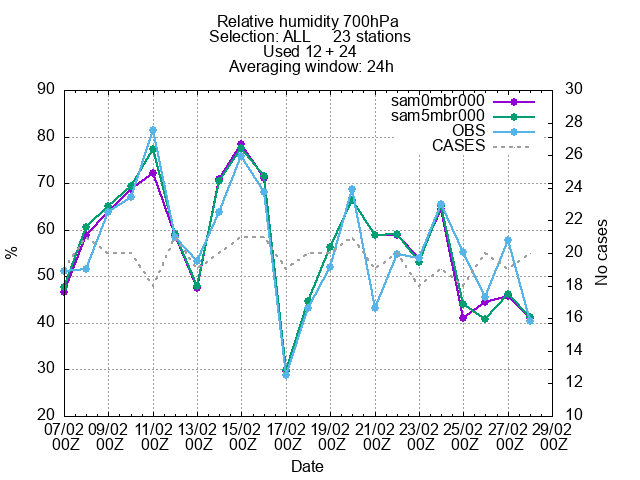 Relative humidity 700hPa
Selection: ALL 23 stations
Used 12 + 24
Averaging window: 24h
90 30
sam0mbr000
sam5mbr000
OBS
CASES
80 28
26
70 24
22
60 20
50 18
40 16
14
30 12
20 10
%
No cases
07/02 09/02 11/02 13/02 15/02 17/02 19/02 21/02 23/02 25/02 27/02 29/02
00Z 00Z 00Z 00Z 00Z 00Z 00Z 00Z 00Z 00Z 00Z 00Z
Date